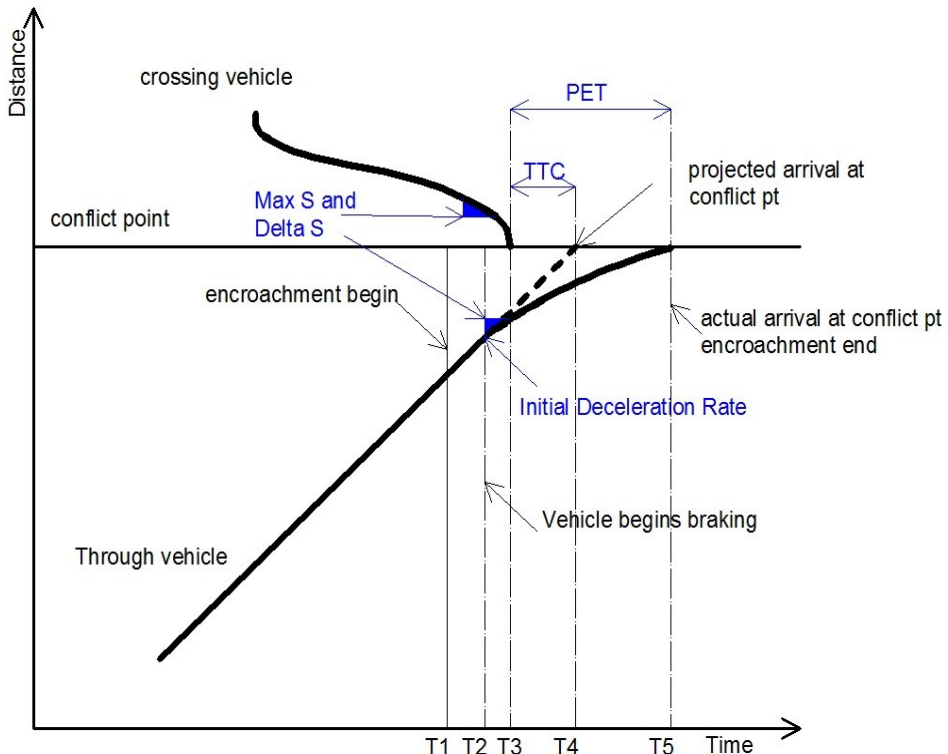 Distance
crossing vehicle
PET
TTC
projected arrival at
conflict pt
Max S and
Delta S
conflict point
encroachment begin
actual arrival at conflict pt
encroachment end
Initial Deceleration Rate
Vehicle begins braking
Through vehicle
T1 T2 T3 T4 T5 Time